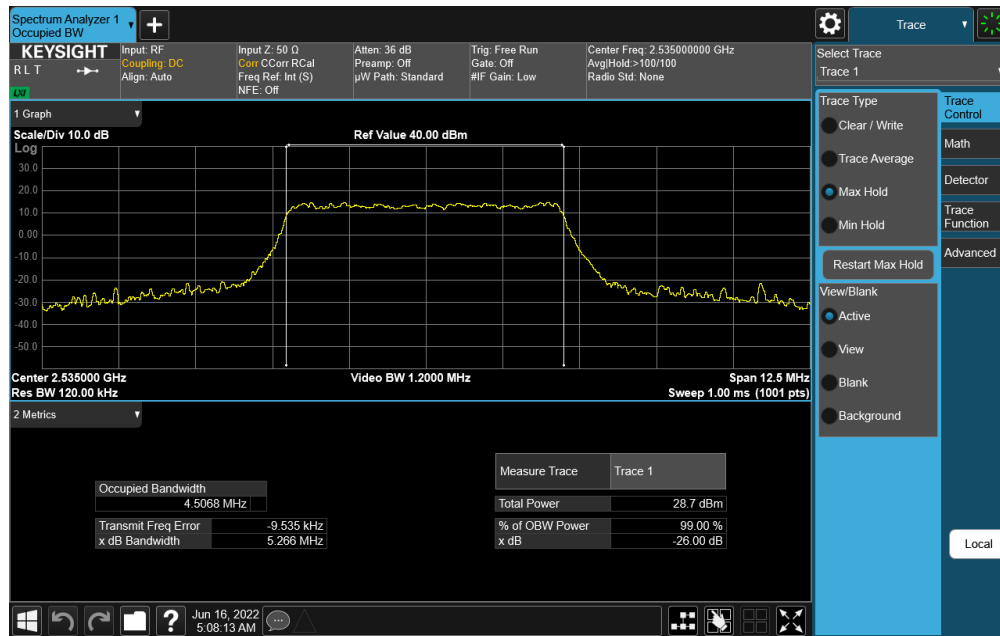 Spectrum Analyzer 1
Occupied BW
Trace
KEYSIGHT
R L T
LXI
Input: RF
Coupling: DC
Align: Auto
Input Z: 50 Ω
Corr CCorr RCal
Freq Ref: Int (S)
NFE: Off
Atten: 36 dB
Preamp: Off
µW Path: Standard
Trig: Free Run
Gate: Off
#IF Gain: Low
Center Freq: 2.535000000 GHz
Avg|Hold:>100/100
Radio Std: None
Select Trace
Trace 1
1 Graph
Scale/Div 10.0 dB
Ref Value 40.00 dBm
Log
30.0
20.0
10.0
0.00
-10.0
-20.0
-30.0
-40.0
-50.0
Center 2.535000 GHz
Video BW 1.2000 MHz
Span 12.5 MHz
Res BW 120.00 kHz
Sweep 1.00 ms (1001 pts)
Trace Type
Clear / Write
Trace Average
Max Hold
Min Hold
Restart Max Hold
View/Blank
Active
View
Blank
Background
Trace
Control
Math
Detector
Trace
Function
Advanced
Local
2 Metrics
Occupied Bandwidth
4.5068 MHz
Transmit Freq Error -9.535 kHz
x dB Bandwidth 5.266 MHz
Measure Trace Trace 1
Total Power 28.7 dBm
% of OBW Power 99.00 %
x dB -26.00 dB
Jun 16, 2022
5:08:13 AM